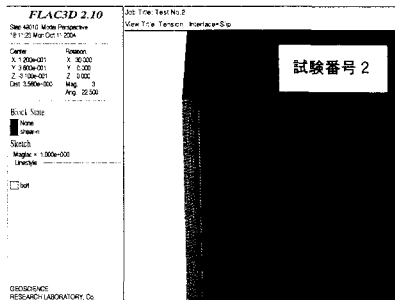 FLAC3D 2.10
Step 49010 Model Perspective
18:11:23 Mon Oct 11 2004
Center
Rotation
X: 1.200e+001 X: 30.000
Y: 3.600e+001 Y: 0.000
Z: -3.100e+001 Z: 0.000
Dist: 3.560e+000 Mag.: 3
Ang.: 22.500
Block State
None
shear-n
Sketch
Magfac = 1.000e+000
Linestyle
bolt
GEOSCIENCE
RESEARCH LABORATORY, Co.
Job Title: Test No.2
View Title: Tension Interface=Slip
試験番号2